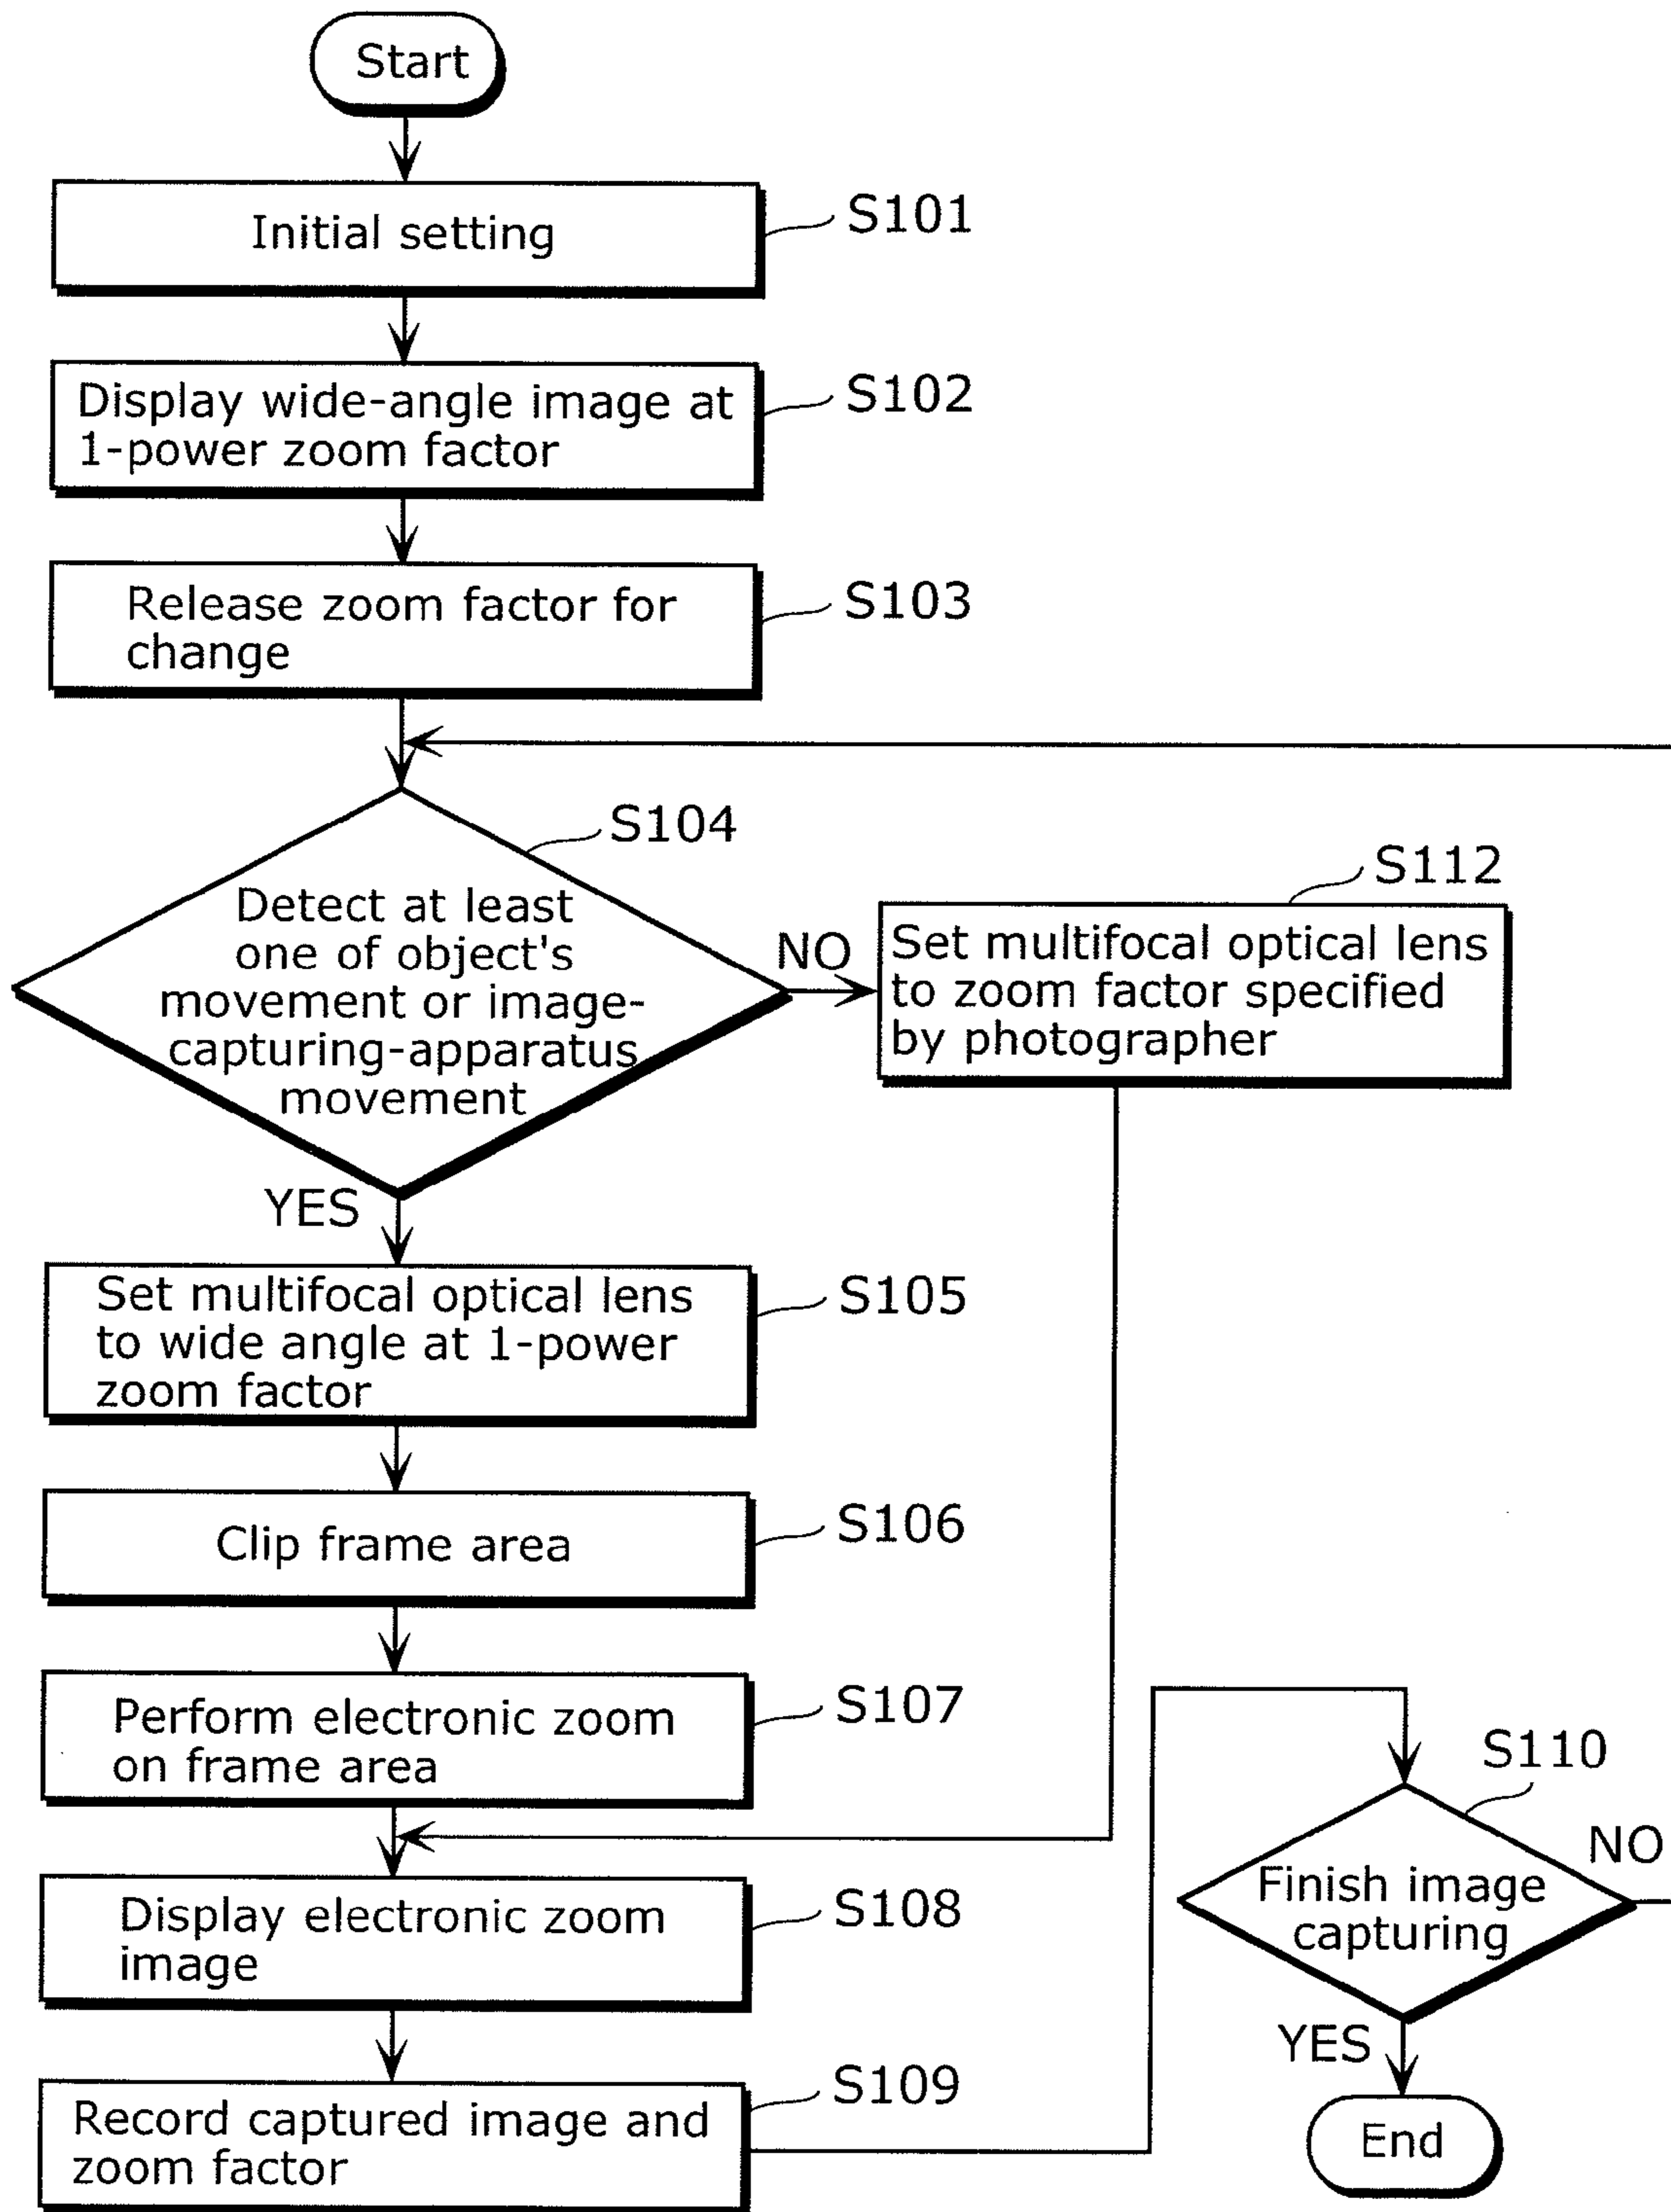 Start
Initial setting
S101
Display wide-angle image at
1-power zoom factor
S102
Release zoom factor for
change
S103
S104
Detect at least
one of object's
movement or image-
capturing-apparatus
movement
NO
S112
Set multifocal optical lens
to zoom factor specified
by photographer
YES
Set multifocal optical lens
to wide angle at 1-power
zoom factor
S105
Clip frame area
S106
Perform electronic zoom
on frame area
S107
Display electronic zoom
image
S108
Record captured image and
zoom factor
S109
S110
Finish image
capturing
NO
YES
End